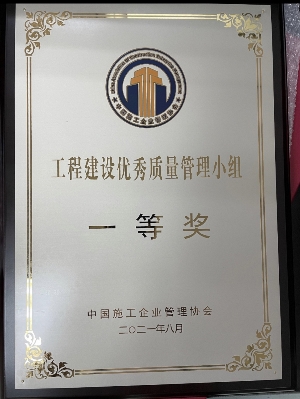 工程建设优秀质量管理小组
一等奖
中国施工企业管理协会
二〇二一年八月